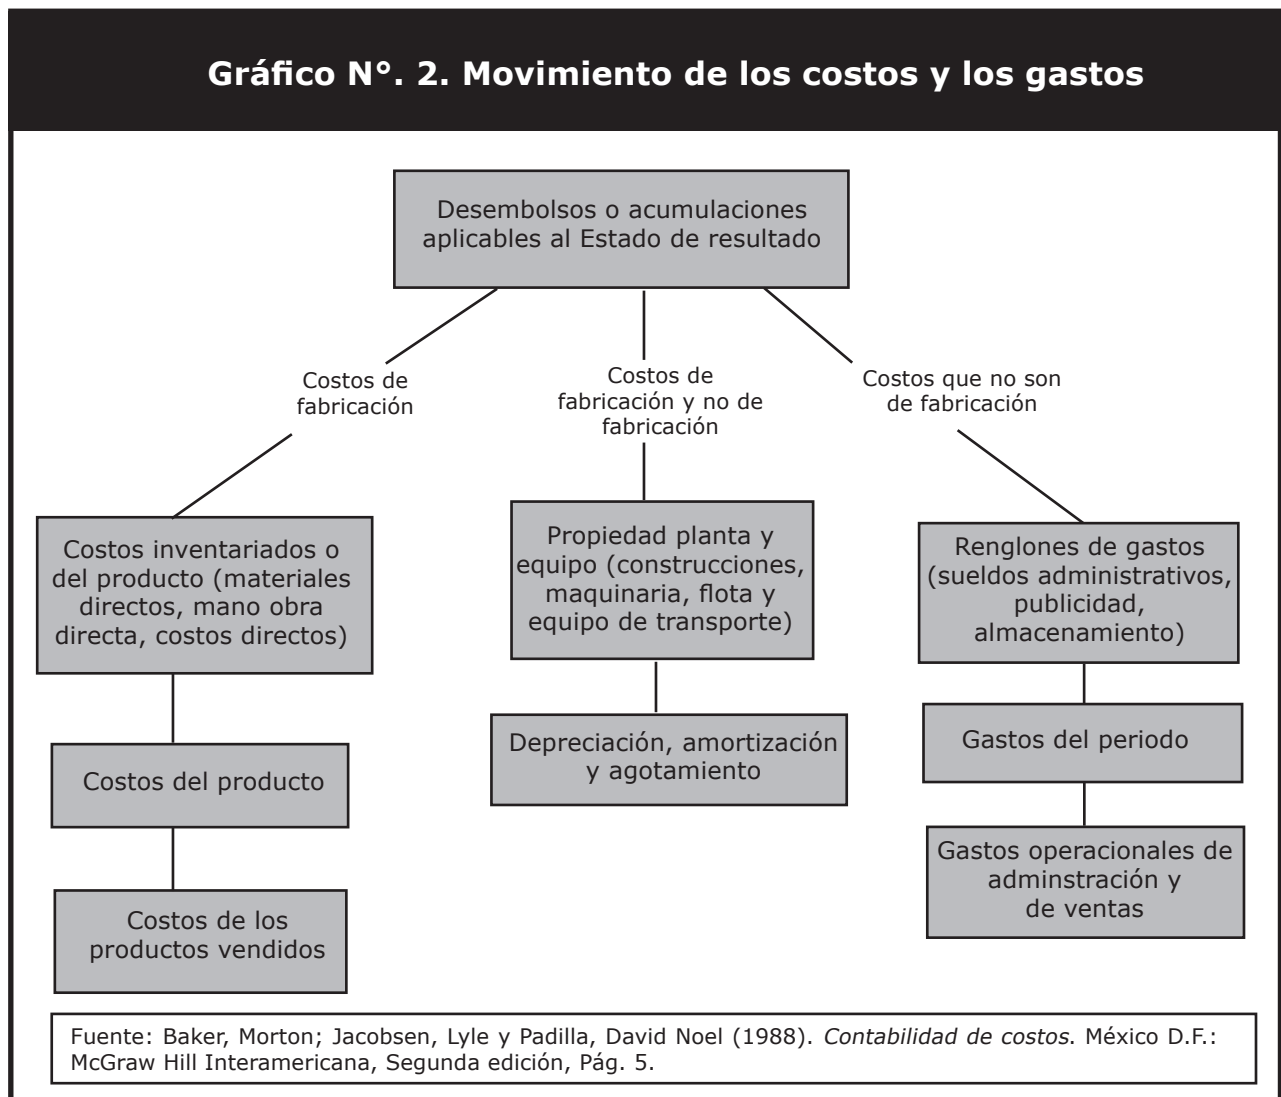 Gráfico N°. 2. Movimiento de los costos y los gastos
Desembolsos o acumulaciones
aplicables al Estado de resultado
Costos de
fabricación
Costos de
fabricación y no de
fabricación
Costos que no son
de fabricación
Costos inventariados o
del producto (materiales
directos, mano obra
directa, costos directos)
Propiedad planta y
equipo (construcciones,
maquinaria, flota y
equipo de transporte)
Renglones de gastos
(sueldos administrativos,
publicidad,
almacenamiento)
Costos del producto
Depreciación, amortización
y agotamiento
Gastos del periodo
Costos de los
productos vendidos
Gastos operacionales de
adminstración y
de ventas
Fuente: Baker, Morton; Jacobsen, Lyle y Padilla, David Noel (1988). Contabilidad de costos. México D.F.:
McGraw Hill Interamericana, Segunda edición, Pág. 5.